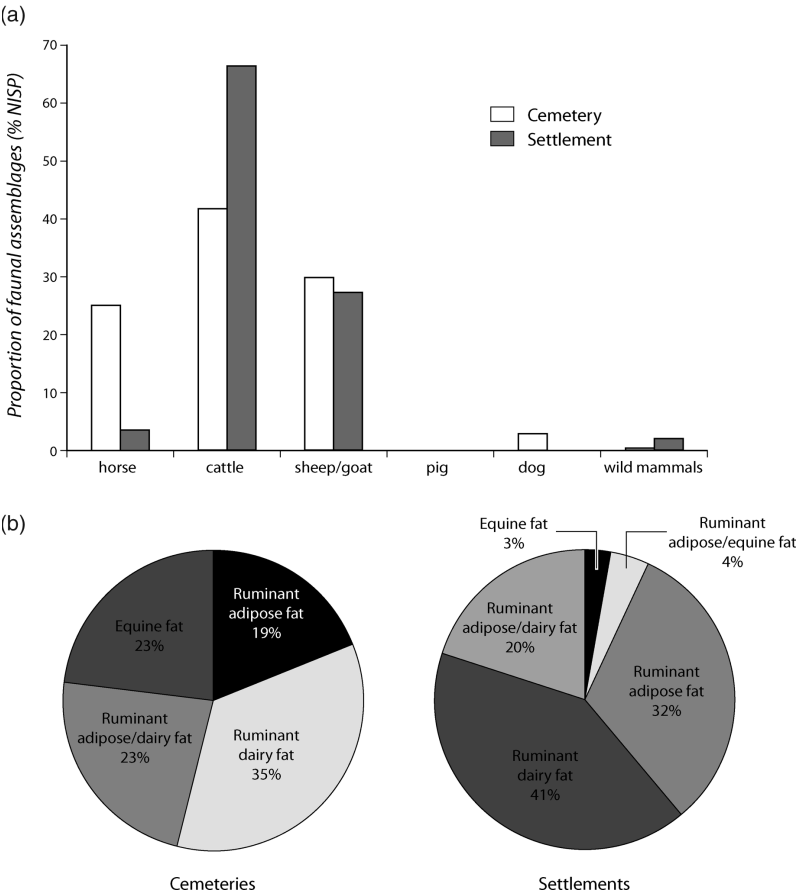 (a)
Proportion of faunal assemblages (% NISP)
70
60
50
40
30
20
10
0
Cemetery
Settlement
horse
cattle
sheep/goat
pig
dog
wild mammals
(b)
Ruminant
adipose fat
19%
Equine fat
23%
Ruminant
adipose/dairy fat
23%
Ruminant
dairy fat
35%
Cemeteries
Equine fat
3%
Ruminant
adipose/equine fat
4%
Ruminant
adipose/dairy fat
20%
Ruminant
adipose fat
32%
Ruminant
dairy fat
41%
Settlements